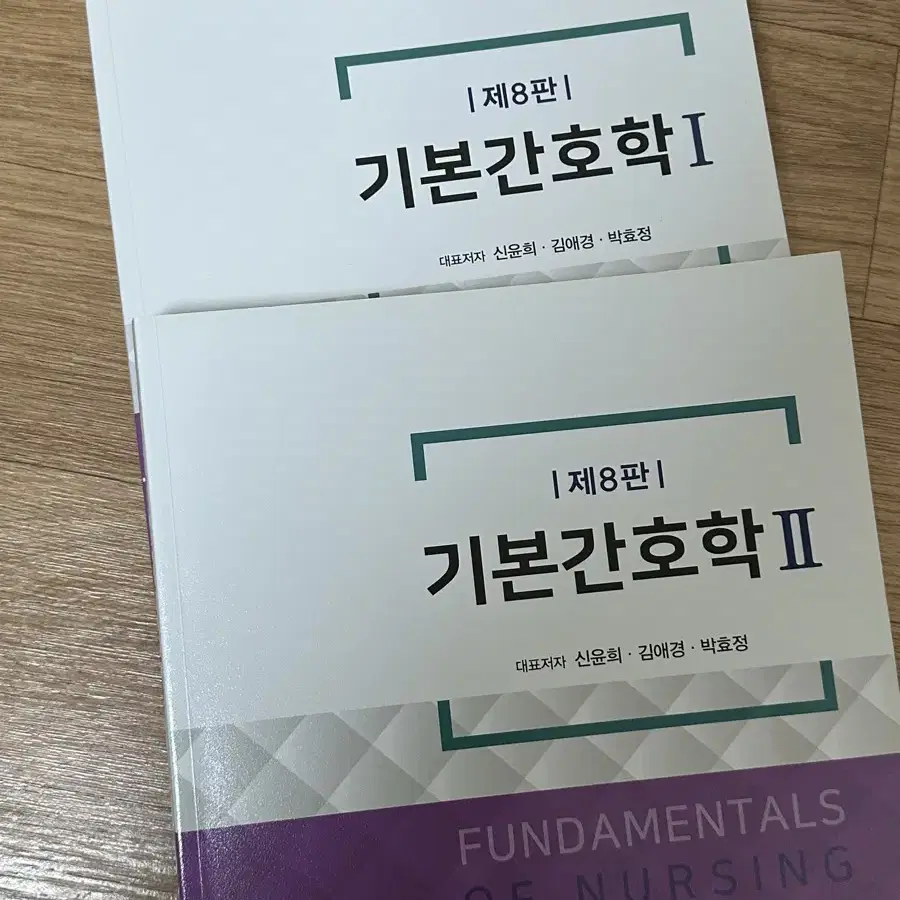 |제8판|
기본간호학 I
대표저자 신윤희 · 김애경 · 박효정
|제8판|
기본간호학 II
대표저자 신윤희 · 김애경 · 박효정
FUNDAMENTALS
OF NURSING